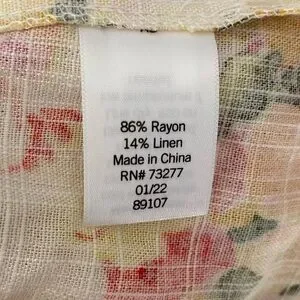 86% Rayon
14% Linen
Made in China
RN# 73277
01/22
89107